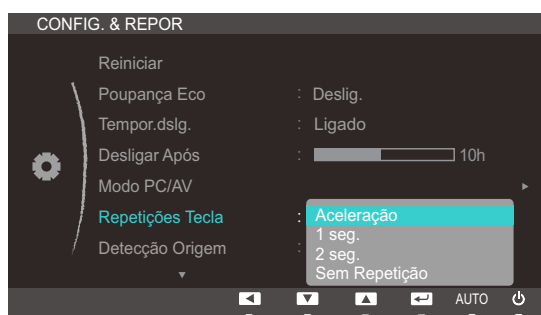 CONFIG. & REPOR
Reiniciar
Poupança Eco : Deslig.
Tempor.dslg. : Ligado
Desligar Após : 10h
Modo PC/AV
Repetições Tecla : Aceleração
1 seg.
Detecção Origem :
2 seg.
Sem Repetição
AUTO